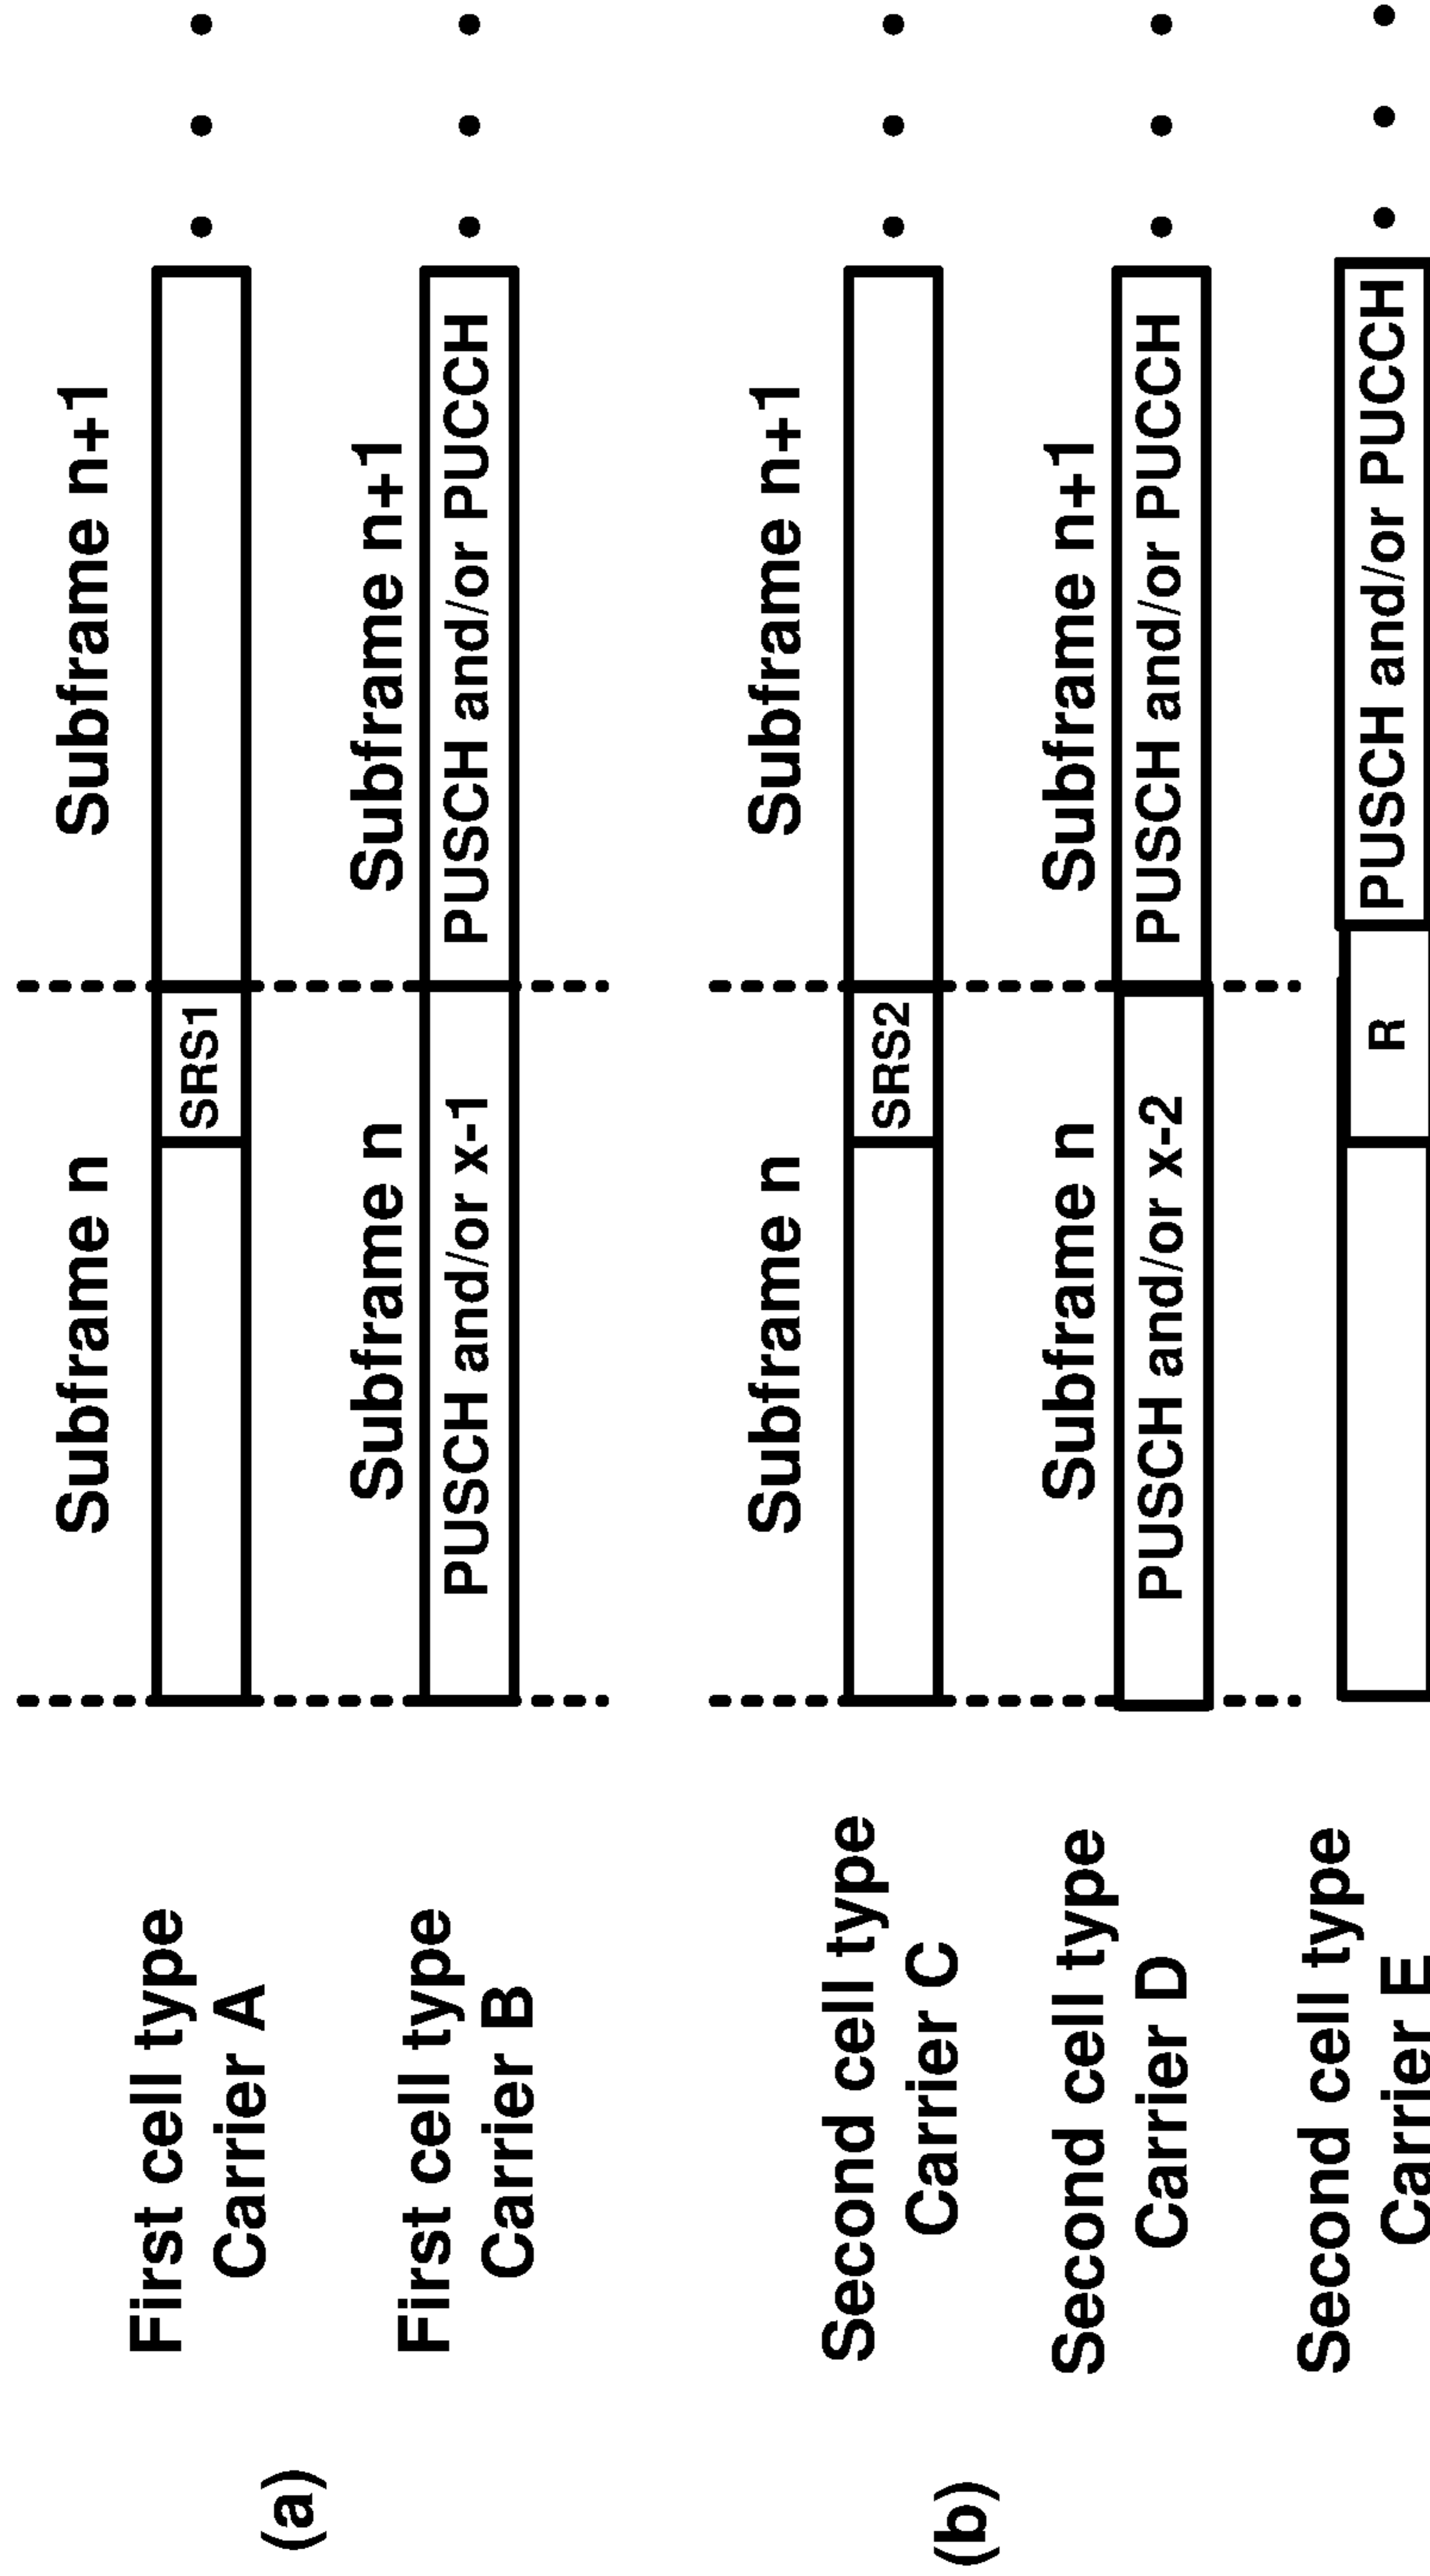 (a)
Subframe n
Subframe n+1
First cell type
Carrier A
SRS1
Subframe n
Subframe n+1
First cell type
Carrier B
PUSCH and/or x-1
PUSCH and/or PUCCH
(b)
Subframe n
Subframe n+1
Second cell type
Carrier C
SRS2
Subframe n
Subframe n+1
Second cell type
Carrier D
PUSCH and/or x-2
PUSCH and/or PUCCH
Second cell type
Carrier E
R
PUSCH and/or PUCCH